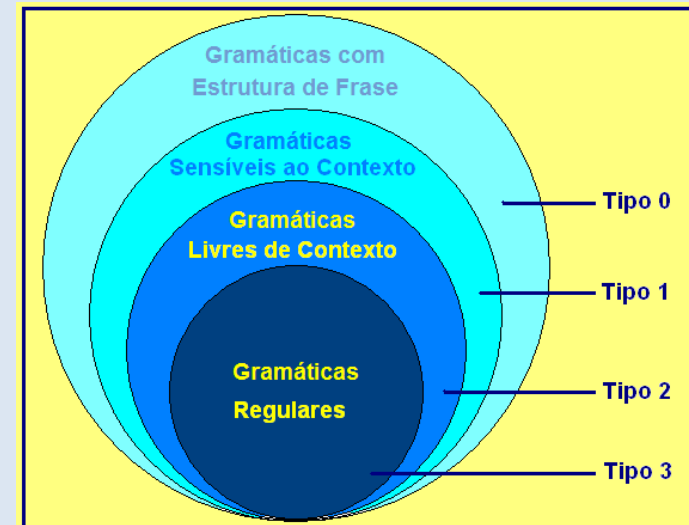 Gramáticas com
Estrutura de Frase
Gramáticas
Sensíveis ao Contexto
Tipo 0
Gramáticas
Livres de Contexto
Tipo 1
Gramáticas
Regulares
Tipo 2
Tipo 3